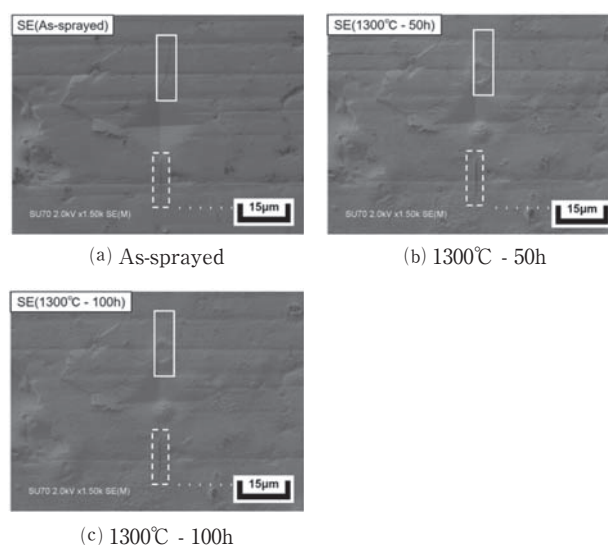 SE(As-sprayed)
15μm
SU70 2.0kV x1.50k SE(M)
(a) As-sprayed
SE(1300℃ - 50h)
15μm
SU70 2.0kV x1.50k SE(M)
(b) 1300℃ - 50h
SE(1300℃ - 100h)
15μm
SU70 2.0kV x1.50k SE(M)
(c) 1300℃ - 100h